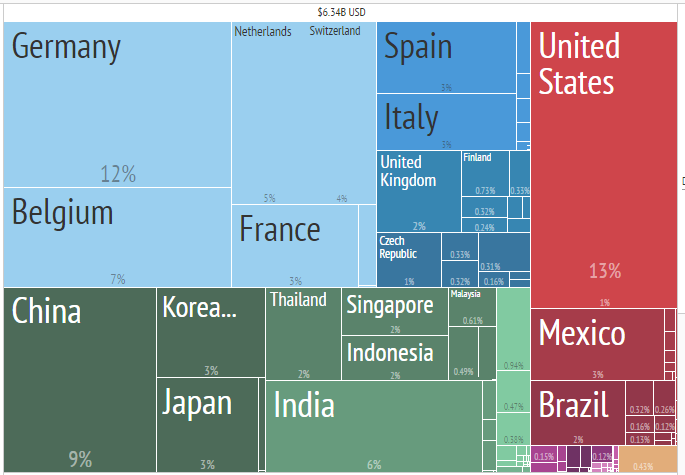 $6.34B USD
Germany
12%
Belgium
7%
Netherlands
5%
Switzerland
4%
France
3%
Spain
3%
Italy
3%
United
Kingdom
2%
Finland
0.73%
0.33%
0.32%
0.24%
Czech
Republic
1%
0.33%
0.32%
0.31%
0.16%
United
States
13%
1%
Mexico
3%
Brazil
2%
0.32%
0.26%
0.16%
0.12%
0.13%
China
9%
Korea...
3%
Japan
3%
Thailand
2%
Singapore
2%
Indonesia
2%
Malaysia
0.61%
0.49%
India
6%
0.94%
0.47%
0.38%
0.15%
0.12%
0.43%